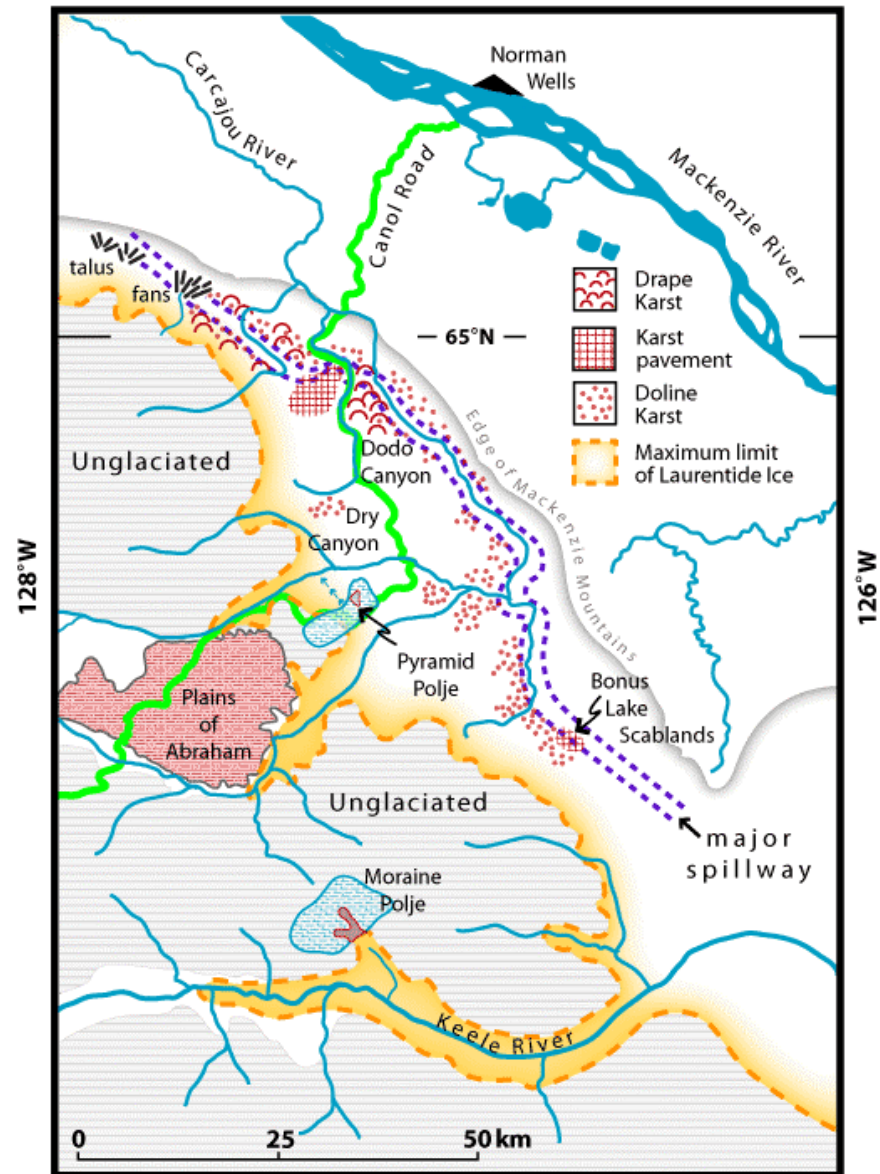 Norman
Wells
Carcajou River
Mackenzie River
Canol Road
talus
fans
Drape
Karst
65°N
Karst
pavement
Doline
Karst
Edge of Mackenzie Mountains
Maximum limit
of Laurentide Ice
Unglaciated
Dodo
Canyon
Dry
Canyon
128°W
126°W
Pyramid
Polje
Plains
of
Abraham
Bonus
Lake
Scablands
Unglaciated
major
spillway
Moraine
Polje
Keele River
0 25 50 km